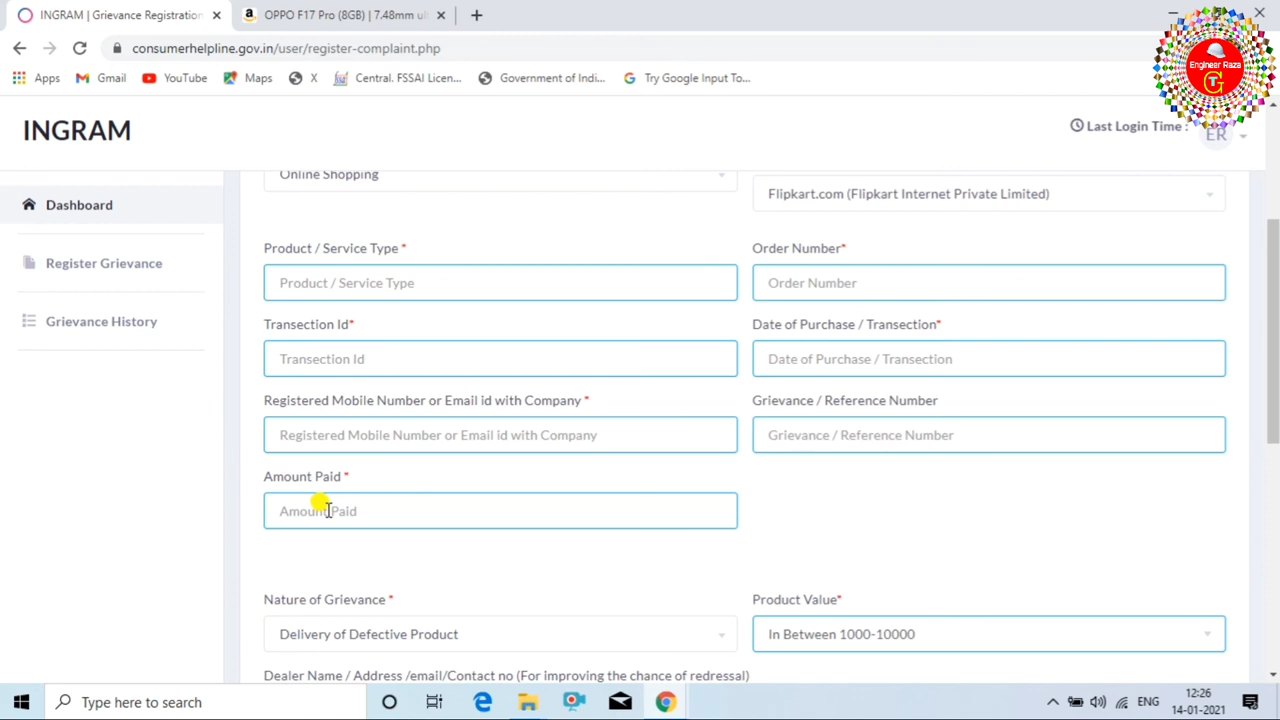 INGRAM | Grievance Registration
OPPO F17 Pro (8GB) | 7.48mm u
consumerhelpline.gov.in/user/register-complaint.php
Apps
Gmail
YouTube
Maps
X
Central. FSSAI Licen...
Government of Indi...
Try Google Input To...
Engineer Raza
G
T
INGRAM
Last Login Time :
ER
Dashboard
Register Grievance
Grievance History
Online Shopping
Flipkart.com (Flipkart Internet Private Limited)
Product / Service Type *
Order Number*
Product / Service Type
Order Number
Transection Id*
Date of Purchase / Transection*
Transection Id
Date of Purchase / Transection
Registered Mobile Number or Email id with Company *
Grievance / Reference Number
Registered Mobile Number or Email id with Company
Grievance / Reference Number
Amount Paid *
Amount Paid
Nature of Grievance *
Product Value*
Delivery of Defective Product
In Between 1000-10000
Dealer Name / Address /email/Contact no (For improving the chance of redressal)
Type here to search
ENG
12:26
14-01-2021